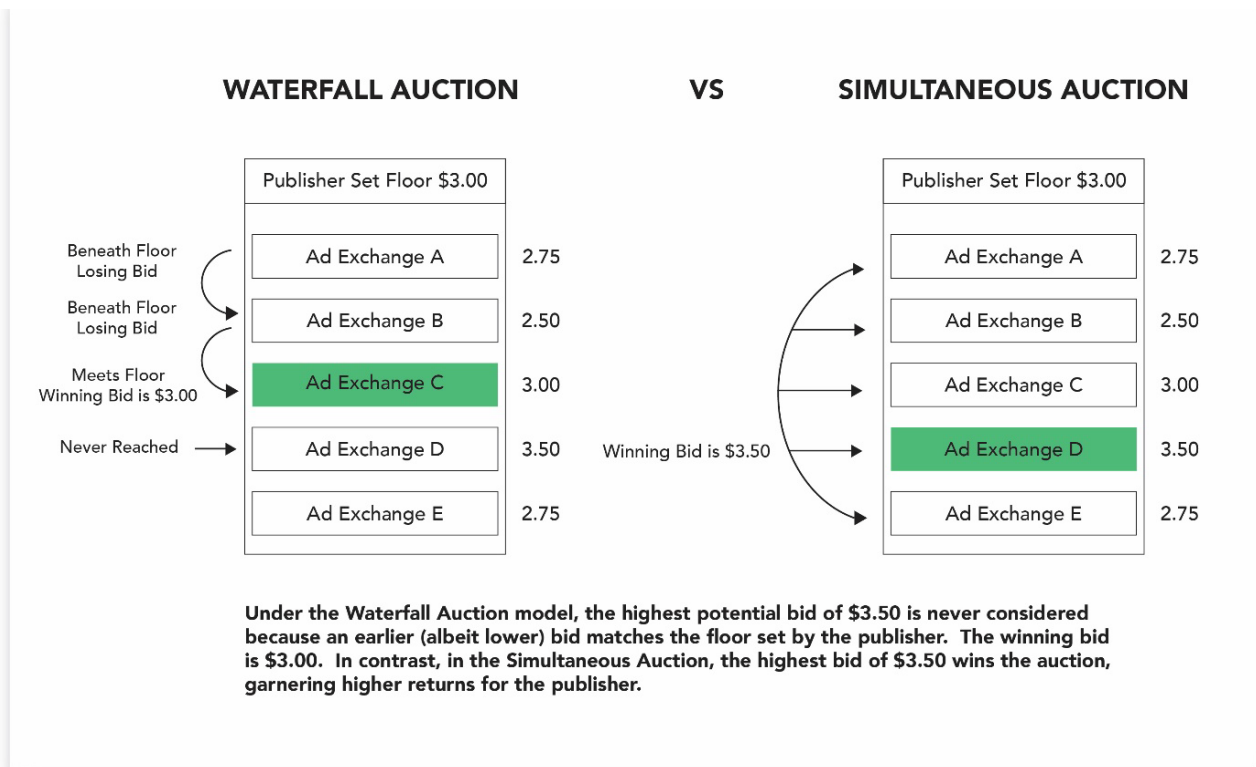 WATERFALL AUCTION
VS
SIMULTANEOUS AUCTION
Publisher Set Floor $3.00
Beneath Floor
Losing Bid
Ad Exchange A
2.75
Beneath Floor
Losing Bid
Ad Exchange B
2.50
Meets Floor
Winning Bid is $3.00
Ad Exchange C
3.00
Never Reached
Ad Exchange D
3.50
Ad Exchange E
2.75
Publisher Set Floor $3.00
Ad Exchange A
2.75
Ad Exchange B
2.50
Ad Exchange C
3.00
Winning Bid is $3.50
Ad Exchange D
3.50
Ad Exchange E
2.75
Under the Waterfall Auction model, the highest potential bid of $3.50 is never considered
because an earlier (albeit lower) bid matches the floor set by the publisher.  The winning bid
is $3.00.  In contrast, in the Simultaneous Auction, the highest bid of $3.50 wins the auction,
garnering higher returns for the publisher.